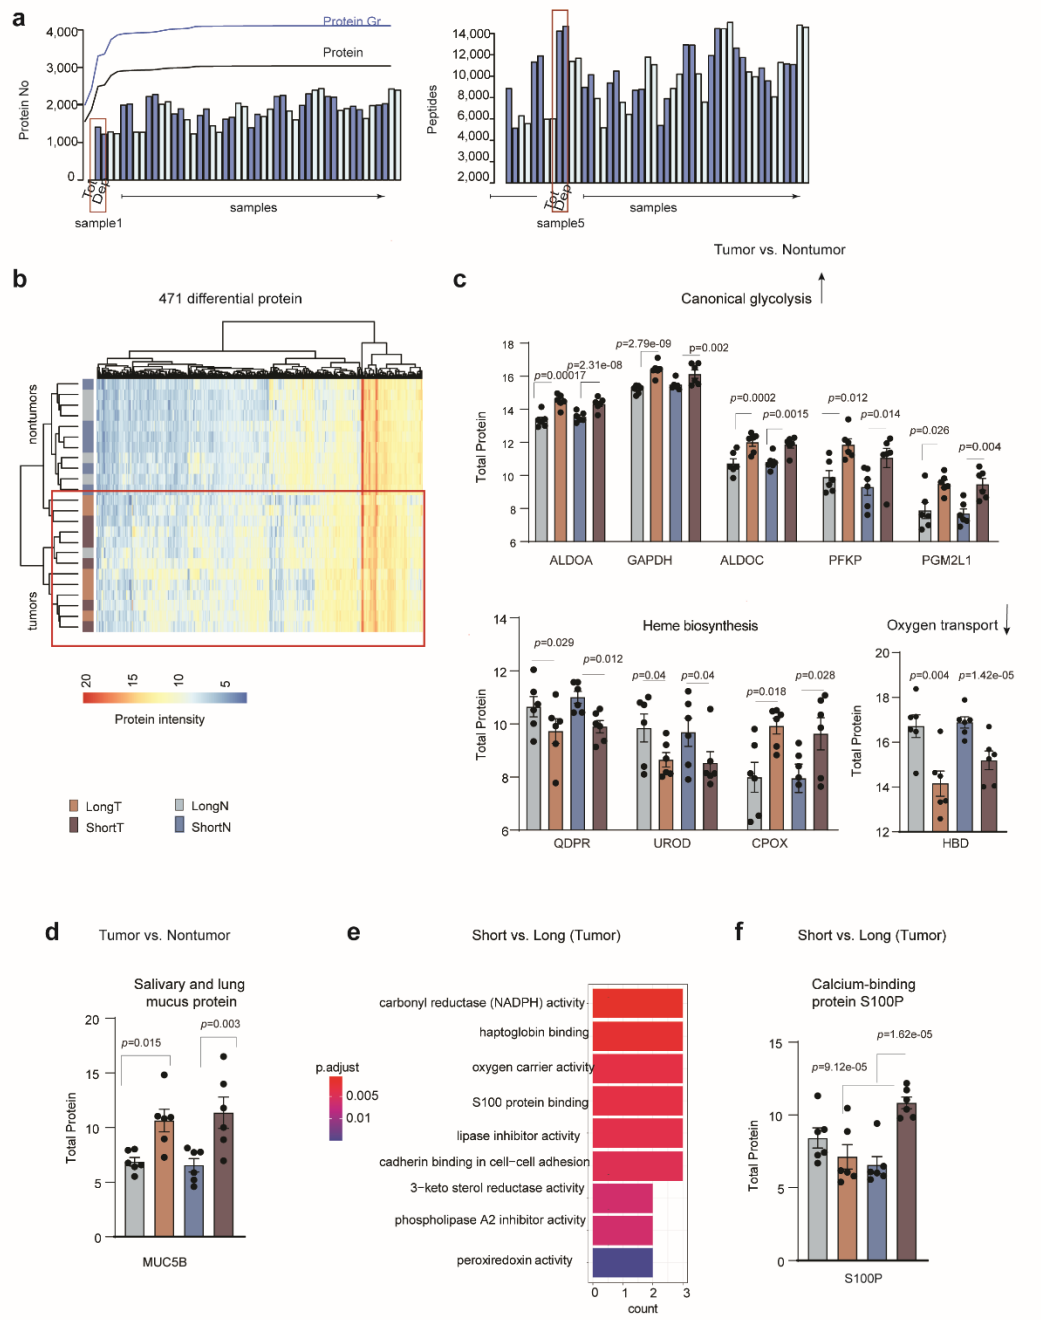 a
Protein Gr
Protein
4,000
3,000
2,000
1,000
0
Protein No
Tot
Dep
samples
sample1
14,000
12,000
10,000
8,000
6,000
4,000
3,000
2,000
Peptides
Tot
Dep
samples
sample5
b
471 differential protein
nontumors
tumors
20
15
10
5
Protein intensity
LongT
LongN
ShortT
ShortN
c
Tumor vs. Nontumor
Canonical glycolysis
18
16
14
12
10
8
6
Total Protein
p=0.00017
p=2.31e-08
p=2.79e-09
p=0.002
p=0.0002
p=0.0015
p=0.012
p=0.014
p=0.026
p=0.004
ALDOA
GAPDH
ALDOC
PFKP
PGM2L1
Heme biosynthesis
14
12
10
8
6
Total Protein
p=0.029
p=0.012
p=0.04
p=0.04
p=0.018
p=0.028
QDPR
UROD
CPOX
Oxygen transport
20
18
16
14
12
Total Protein
p=0.004
p=1.42e-05
HBD
d
Tumor vs. Nontumor
Salivary and lung
mucus protein
20
15
10
5
0
Total Protein
p=0.015
p=0.003
MUC5B
e
Short vs. Long (Tumor)
p.adjust
0.005
0.01
carbonyl reductase (NADPH) activity
haptoglobin binding
oxygen carrier activity
S100 protein binding
lipase inhibitor activity
cadherin binding in cell−cell adhesion
3−keto sterol reductase activity
phospholipase A2 inhibitor activity
peroxiredoxin activity
0
1
2
3
count
f
Short vs. Long (Tumor)
Calcium-binding
protein S100P
15
10
5
0
Total Protein
p=9.12e-05
p=1.62e-05
S100P